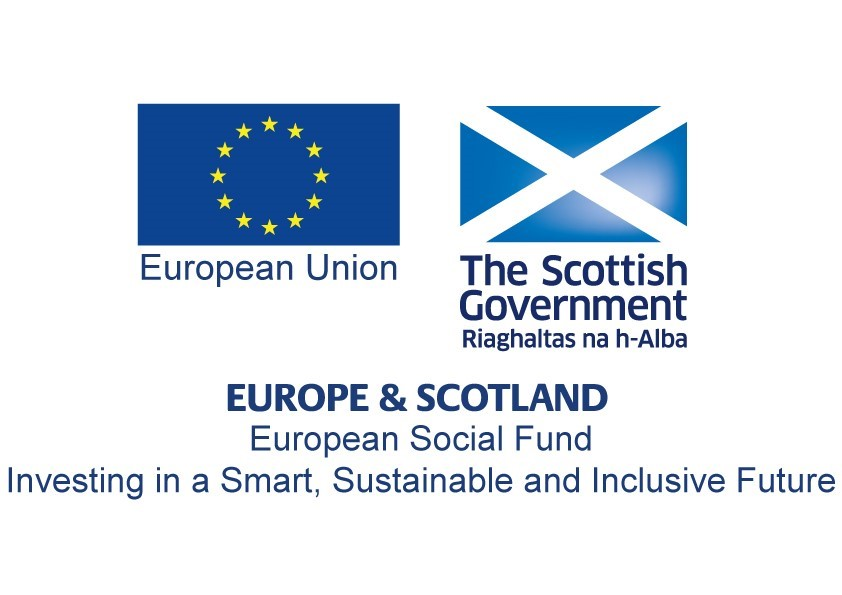 European Union
The Scottish
Government
Riaghaltas na h-Alba
EUROPE & SCOTLAND
European Social Fund
Investing in a Smart, Sustainable and Inclusive Future